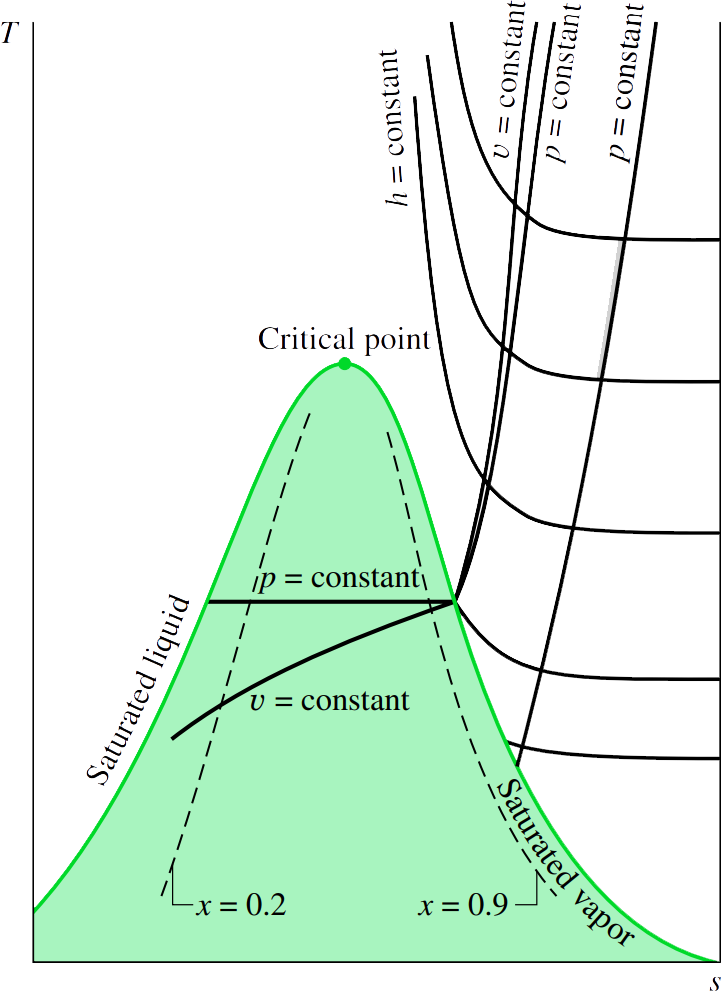 T
h = constant
v = constant
p = constant
p = constant
Critical point
p = constant
v = constant
Saturated liquid
Saturated vapor
x = 0.2
x = 0.9
s